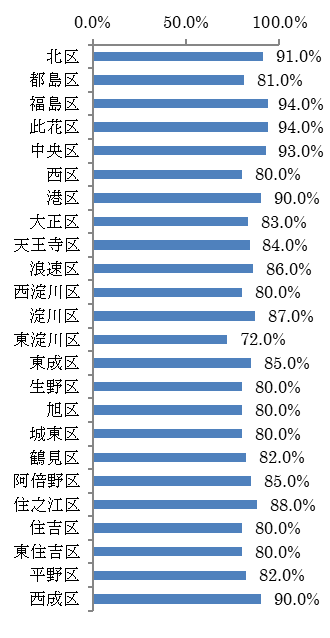 0.0% 50.0% 100.0%
北区 91.0%
都島区 81.0%
福島区 94.0%
此花区 94.0%
中央区 93.0%
西区 80.0%
港区 90.0%
大正区 83.0%
天王寺区 84.0%
浪速区 86.0%
西淀川区 80.0%
淀川区 87.0%
東淀川区 72.0%
東成区 85.0%
生野区 80.0%
旭区 80.0%
城東区 80.0%
鶴見区 82.0%
阿倍野区 85.0%
住之江区 88.0%
住吉区 80.0%
東住吉区 80.0%
平野区 82.0%
西成区 90.0%